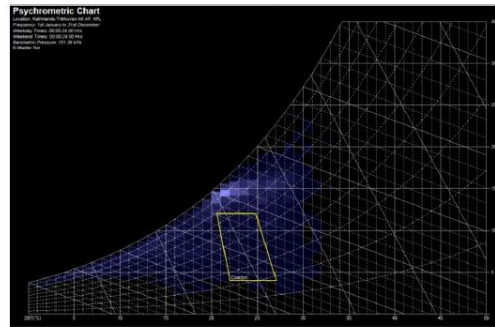 Psychrometric Chart
Location: Kathmandu Tribhuvan Intl AP, NPL
Frequency: 1st January to 31st December
Weekday Times: 00:00-24:00 Hrs
Weekend Times: 00:00-24:00 Hrs
Barometric Pressure: 101.36 kPa
© Weather Tool
Comfort
DBT(°C)
5
10
15
20
25
30
35
40
45
50